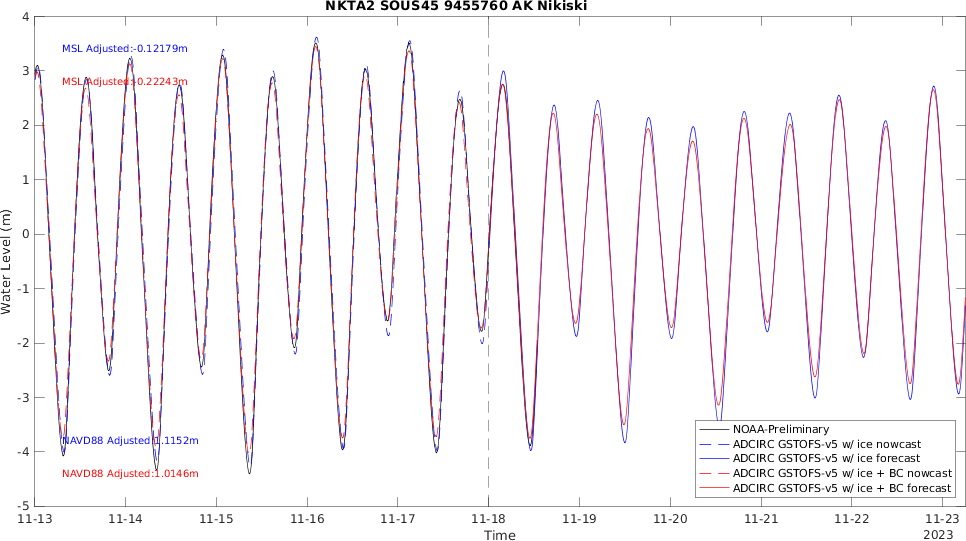 NKTA2 SOUS45 9455760 AK Nikiski
4
3
2
1
0
-1
-2
-3
-4
-5
Water Level (m)
MSL Adjusted:-0.12179m
MSL Adjusted:-0.22243m
NAVD88 Adjusted:1.1152m
NAVD88 Adjusted:1.0146m
NOAA-Preliminary
ADCIRC GSTOFS-v5 w/ ice nowcast
ADCIRC GSTOFS-v5 w/ ice forecast
ADCIRC GSTOFS-v5 w/ ice + BC nowcast
ADCIRC GSTOFS-v5 w/ ice + BC forecast
11-13 11-14 11-15 11-16 11-17 11-18 11-19 11-20 11-21 11-22 11-23
Time
2023